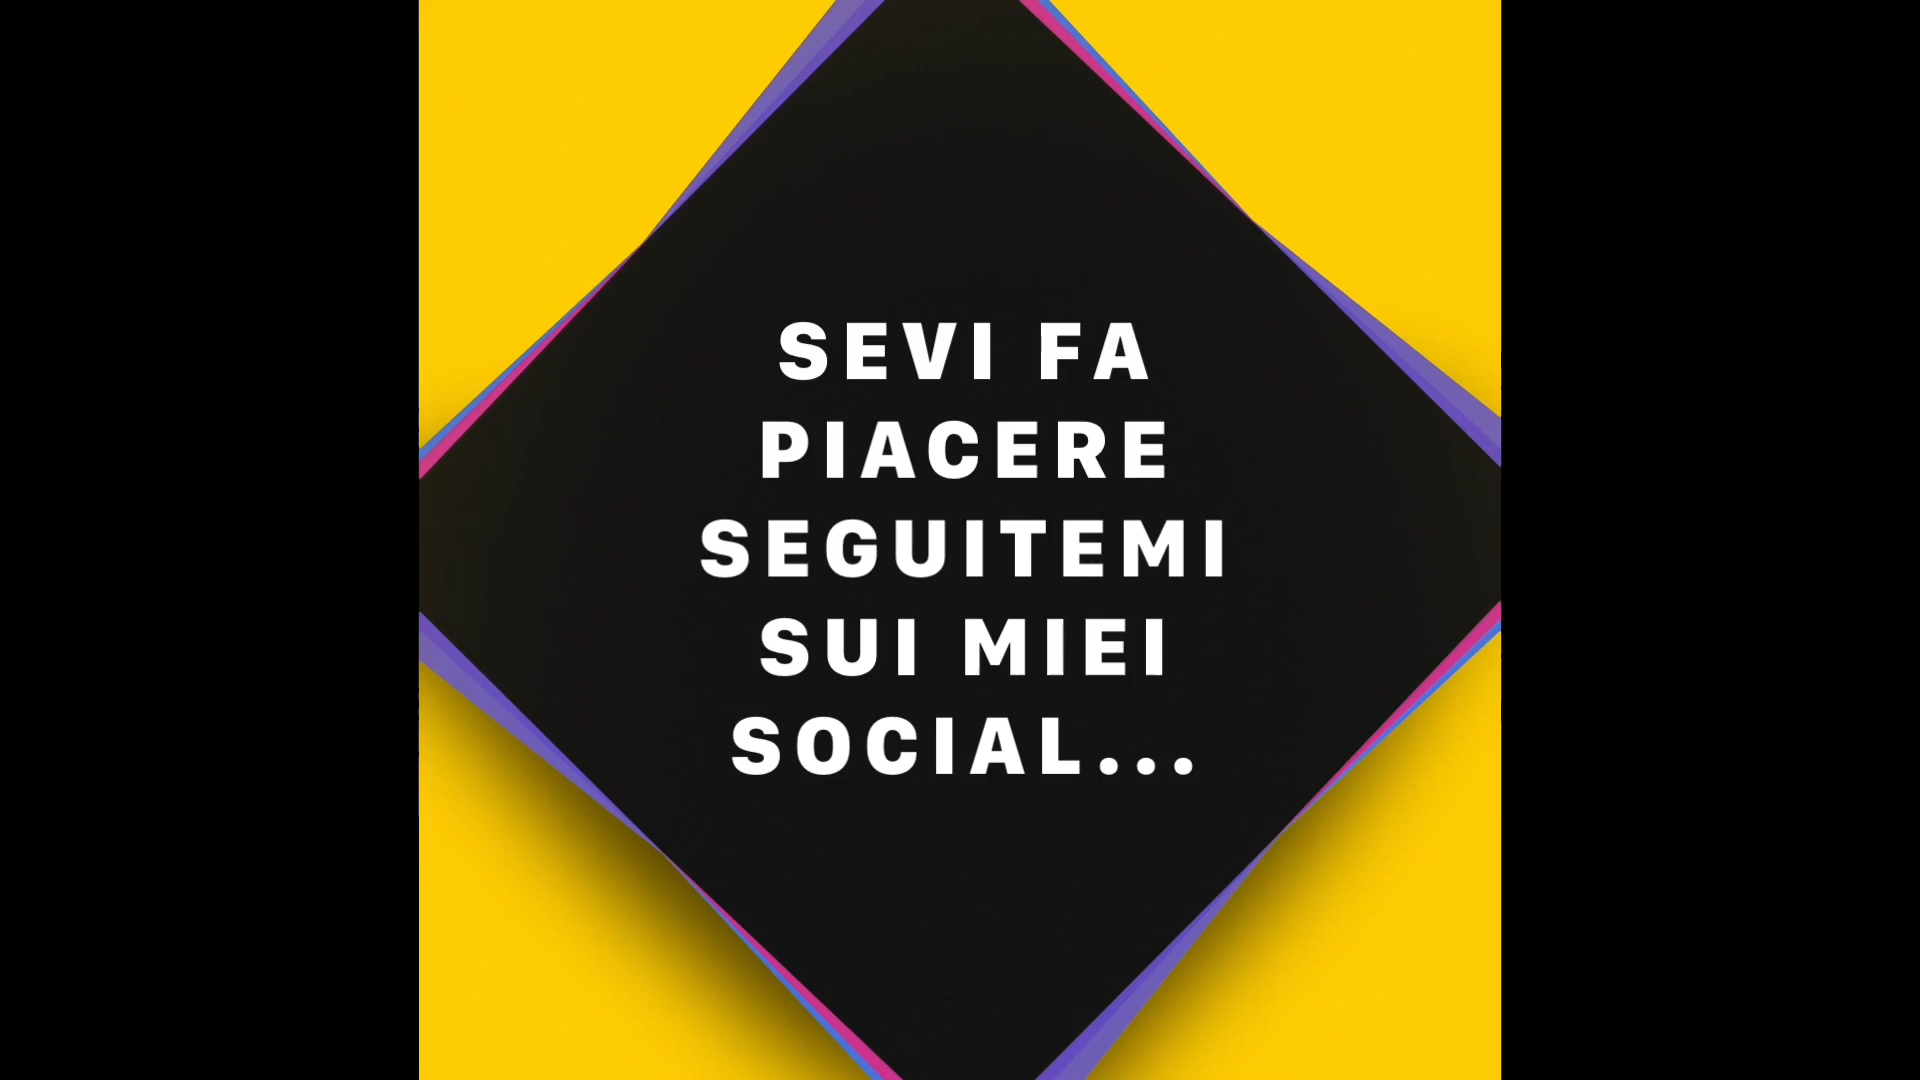 SEVI FA
PIACERE
SEGUITEMI
SUI MIEI
SOCIAL...